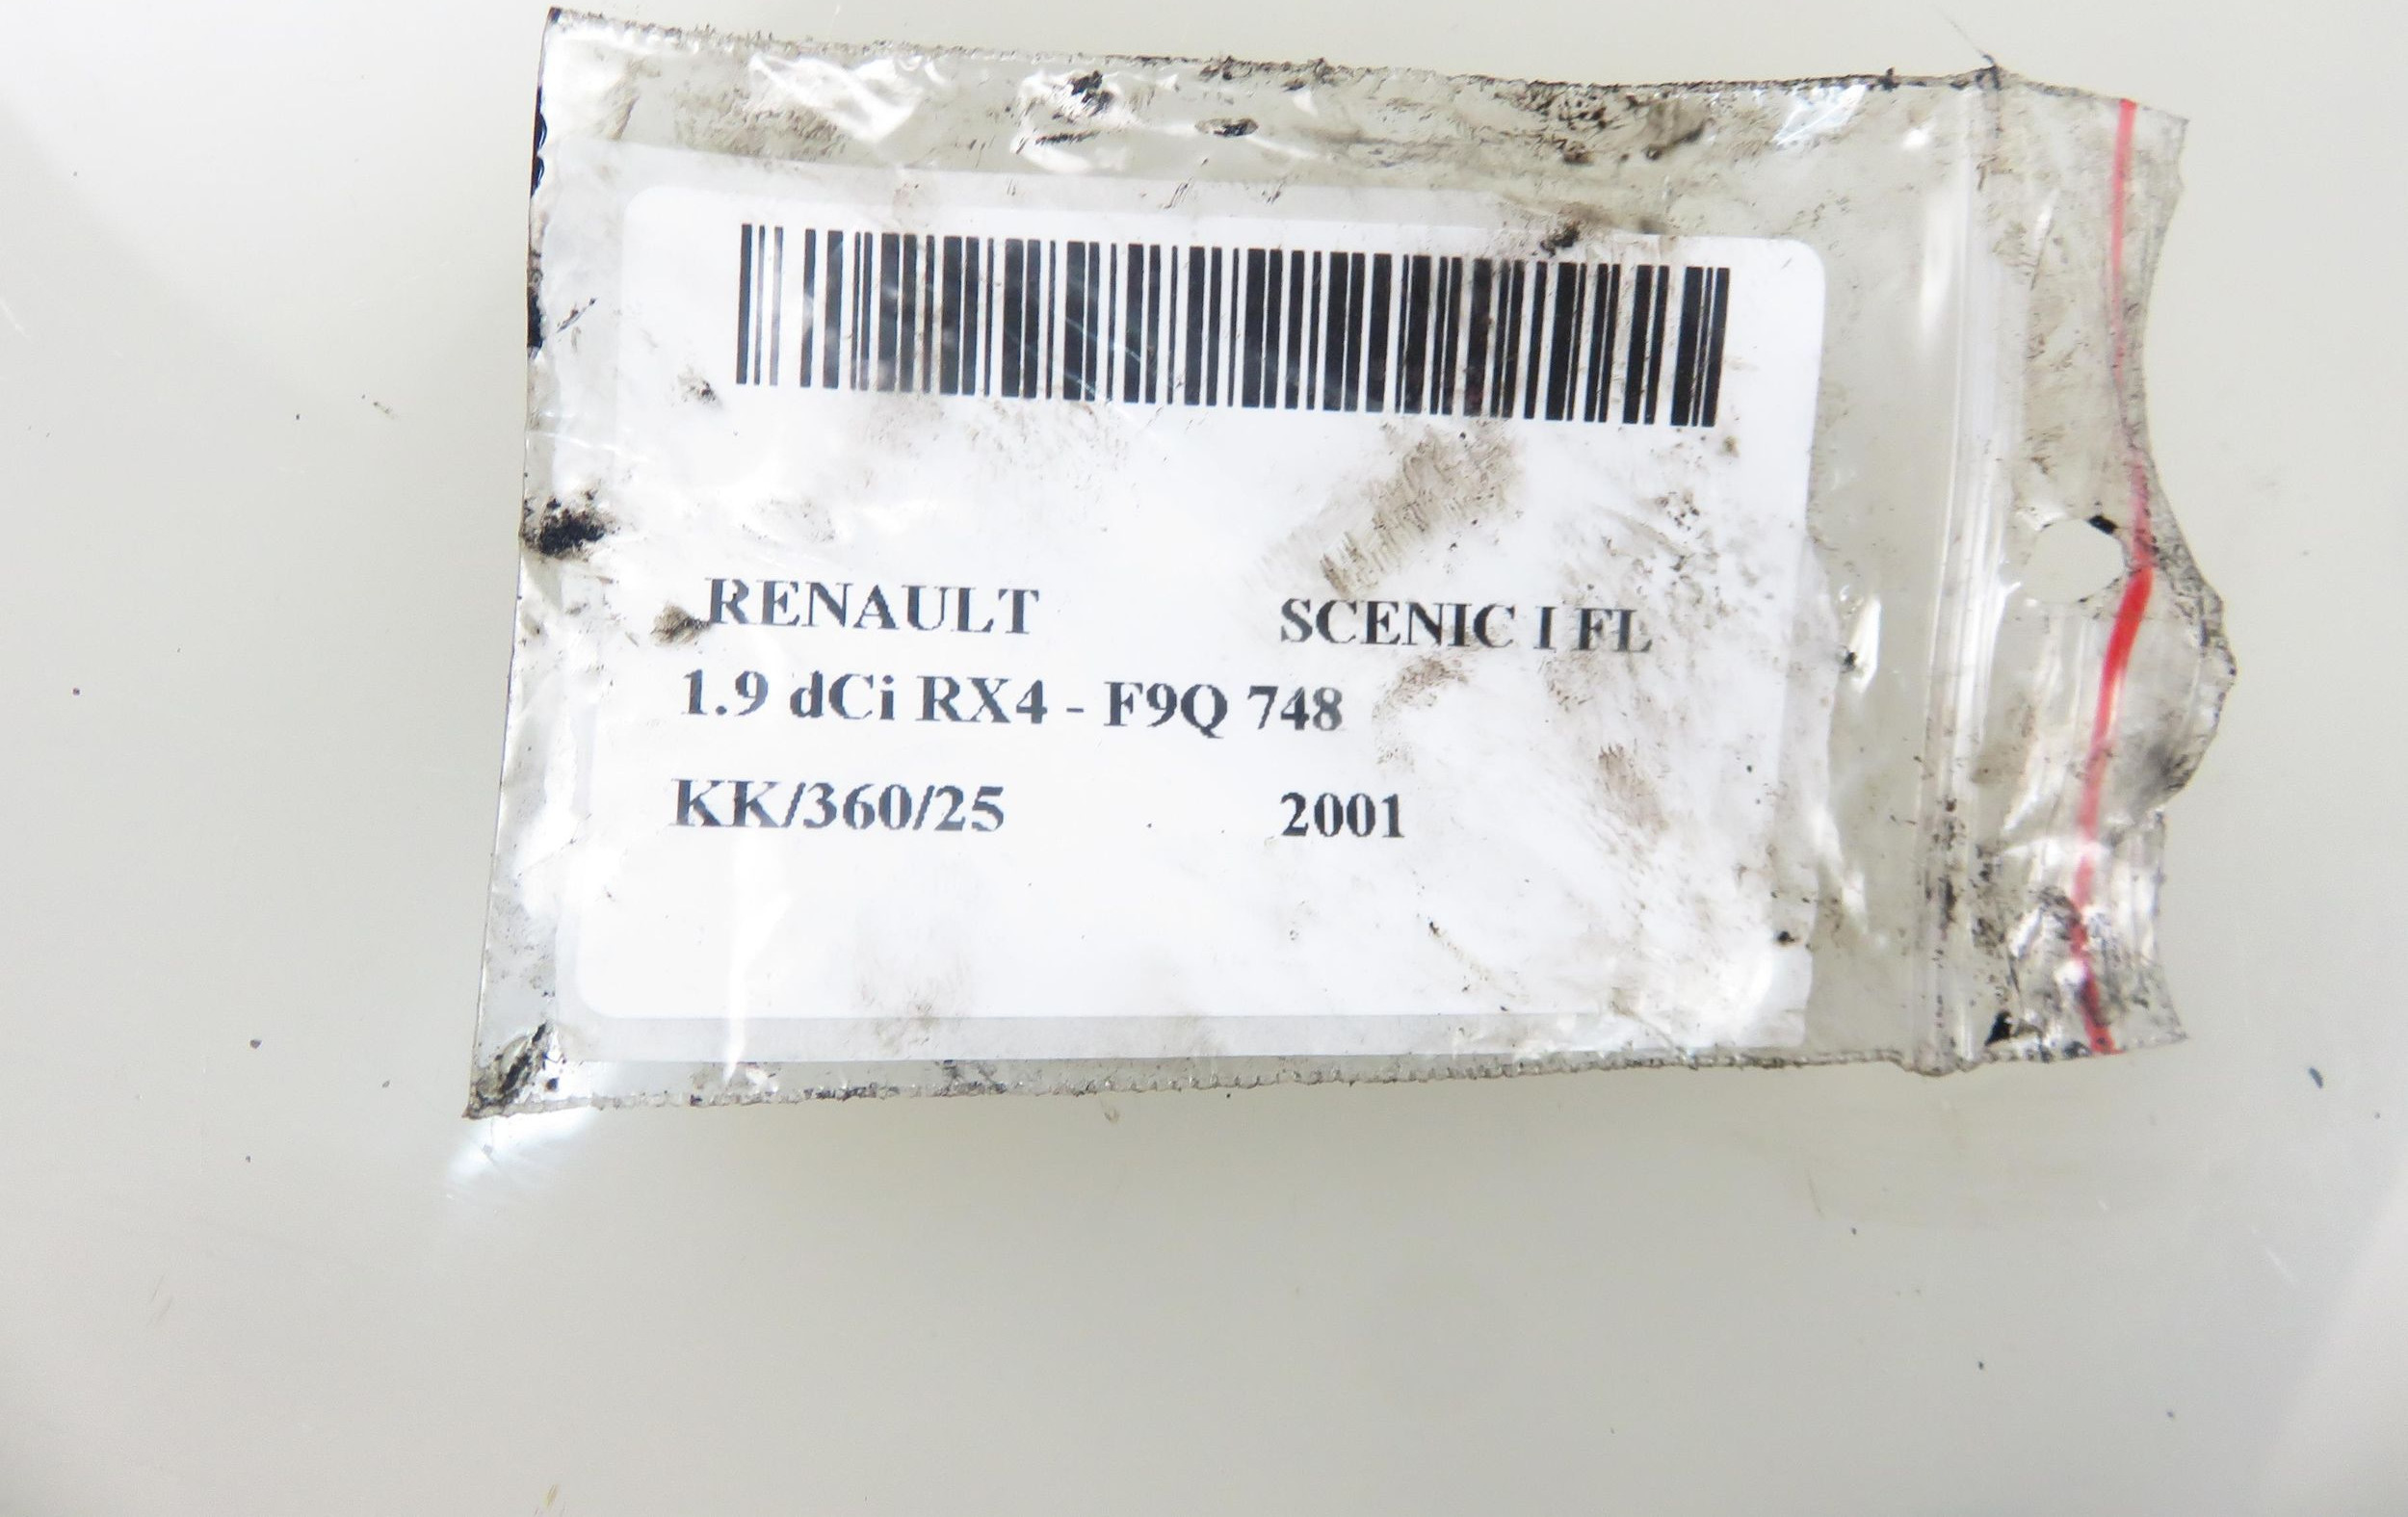 RENAULT SCENIC I FL
1.9 dCi RX4 - F9Q 748
KK/360/25 2001